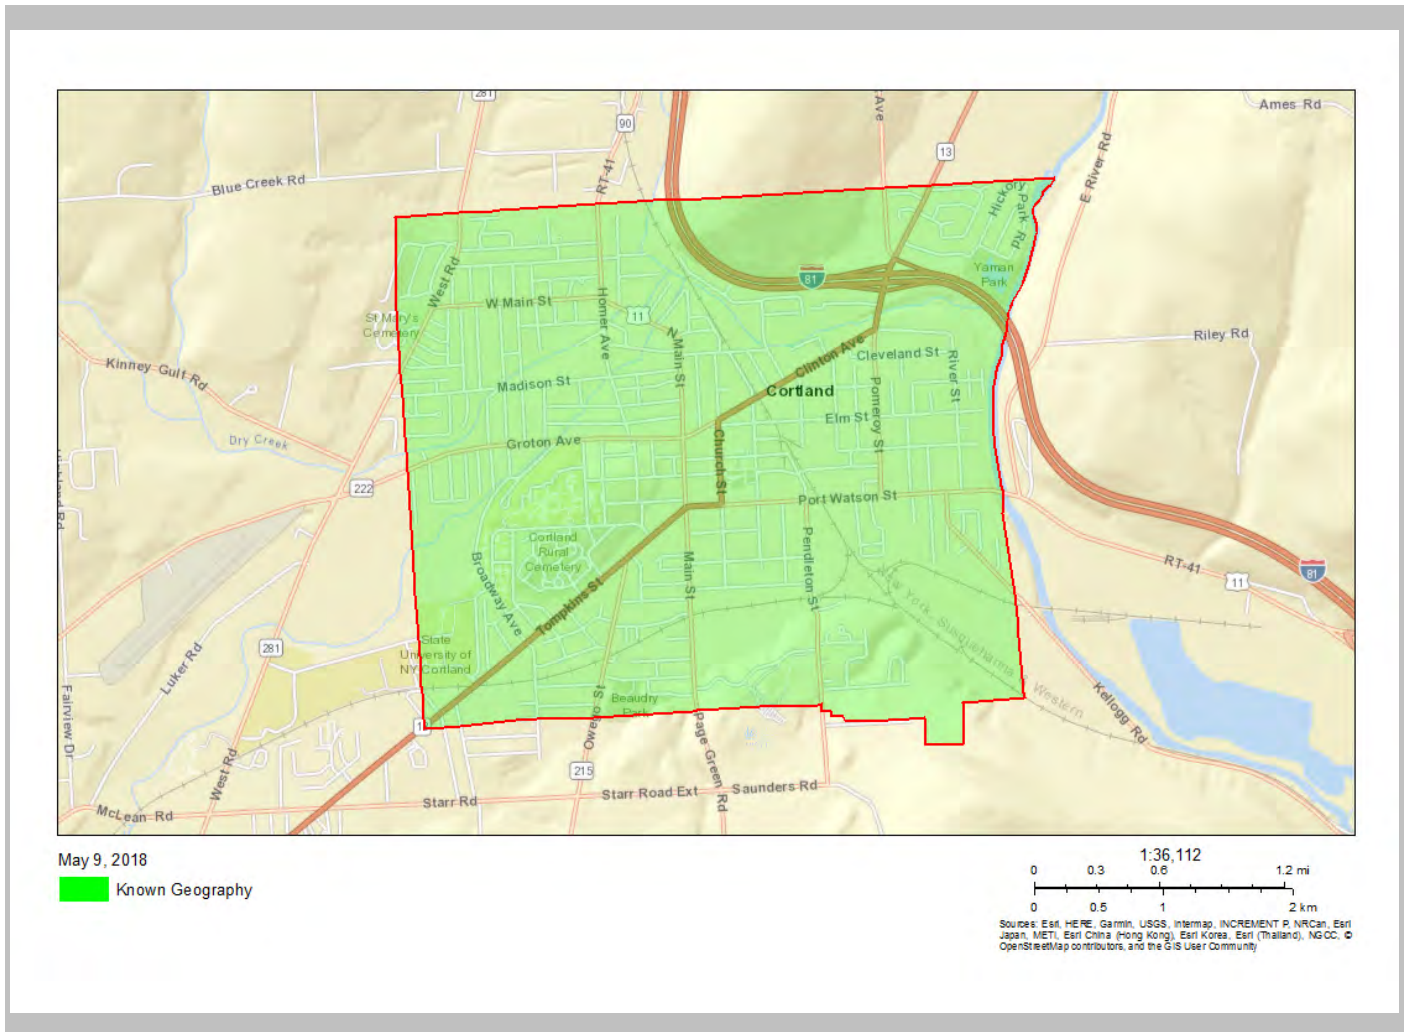 281
Ames Rd
Ave
90
13
RT-41
E River Rd
Blue Creek Rd
Hickory
Park Rd
Yaman
Park
81
West Rd
W Main St
Homer Ave
11
St Mary's
Cemetery
N Main St
Clinton Ave
Cleveland St
River St
Riley Rd
Kinney Gulf Rd
Madison St
Cortland
Pomeroy St
Elm St
Dry Creek
Groton Ave
Church St
222
Port Watson St
Cortland
Rural
Cemetery
Broadway Ave
Main St
Pendleton St
RT-41
11
81
Tompkins St
New York, Susquehanna
Western
State
University of
NY Cortland
281
Luker Rd
Fairview Dr
Beaudry
Park
Kellogg Rd
Owego St
Page Green Rd
West Rd
215
Saunders Rd
Starr Road Ext
Starr Rd
McLean Rd
May 9, 2018
Known Geography
1:36,112
0 0.3 0.6 1.2 mi
0 0.5 1 2 km
Sources: Esri, HERE, Garmin, USGS, Intermap, INCREMENT P, NRCan, Esri
Japan, METI, Esri China (Hong Kong), Esri Korea, Esri (Thailand), NGCC, ©
OpenStreetMap contributors, and the GIS User Community